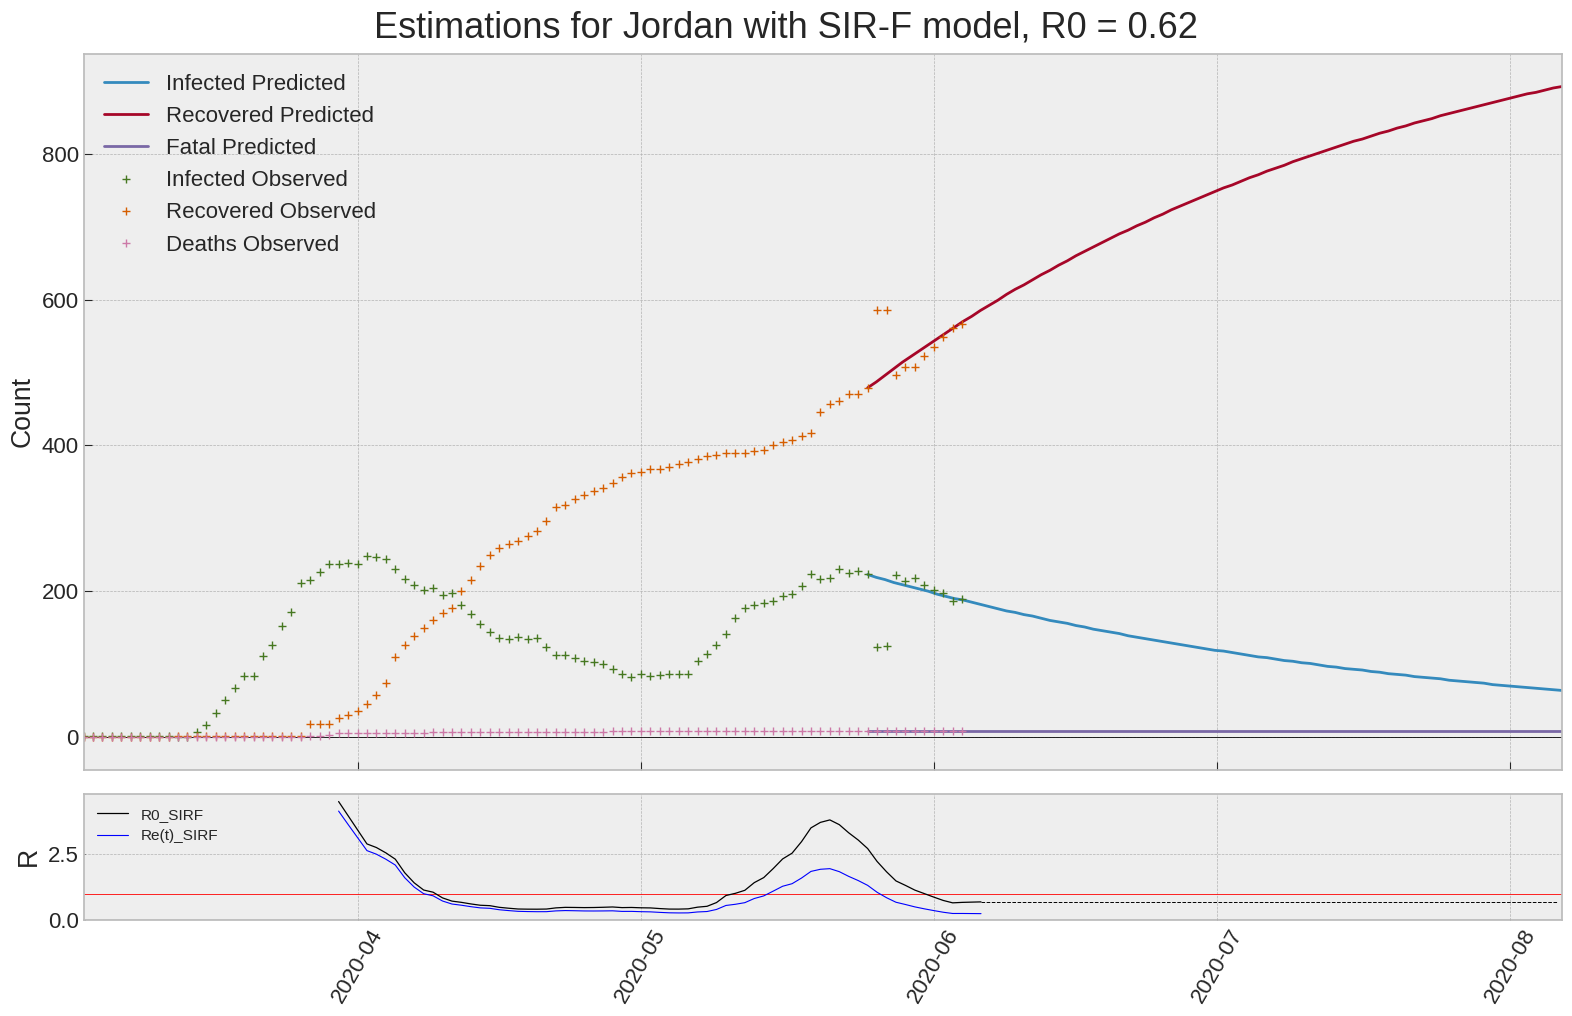 Estimations for Jordan with SIR-F model, R0 = 0.62
Infected Predicted
Recovered Predicted
Fatal Predicted
Infected Observed
Recovered Observed
Deaths Observed
800
600
400
200
0
Count
R0_SIRF
Re(t)_SIRF
2.5
0.0
R
2020-04
2020-05
2020-06
2020-07
2020-08